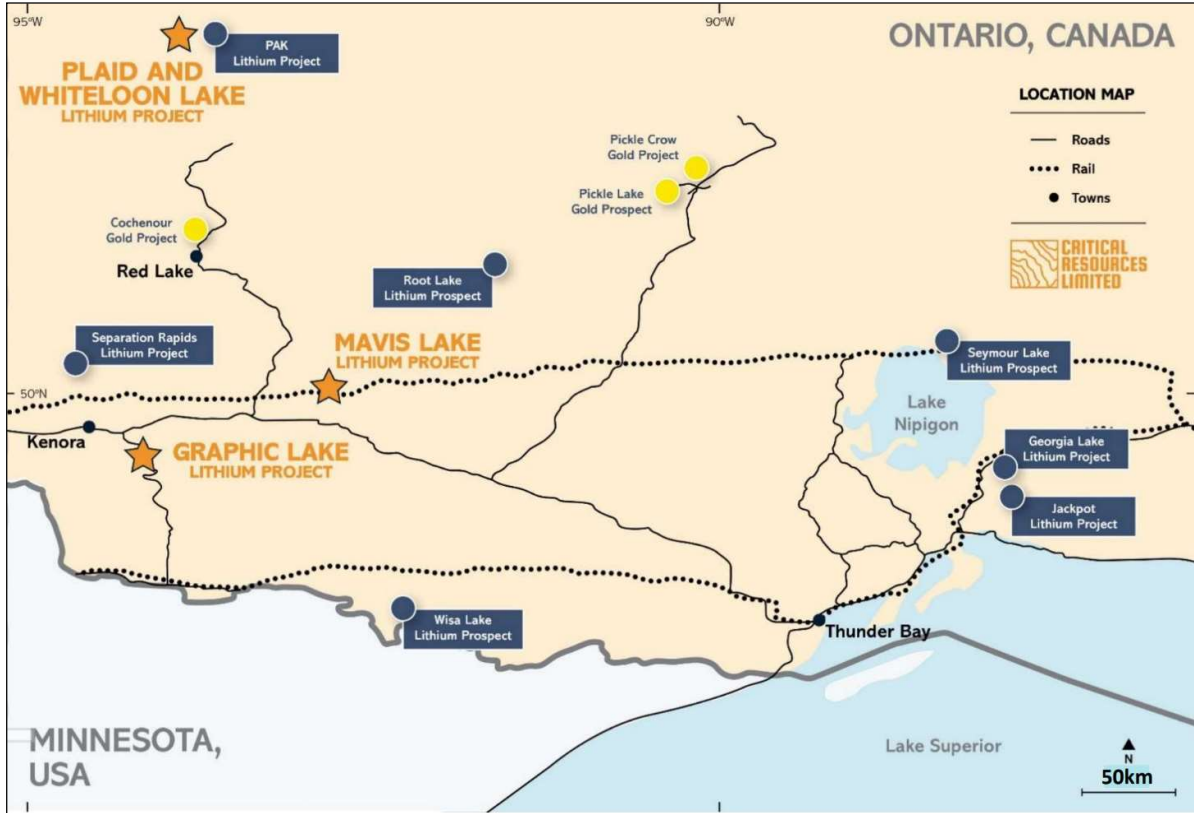 95°W
90°W
ONTARIO, CANADA
PAK
Lithium Project
PLAID AND
WHITELOON LAKE
LITHIUM PROJECT
LOCATION MAP
Roads
Rail
Towns
CRITICAL
RESOURCES
LIMITED
Pickle Crow
Gold Project
Pickle Lake
Gold Prospect
Cochenour
Gold Project
Red Lake
Root Lake
Lithium Prospect
Separation Rapids
Lithium Project
MAVIS LAKE
LITHIUM PROJECT
Seymour Lake
Lithium Prospect
50°N
Lake
Nipigon
Kenora
GRAPHIC LAKE
LITHIUM PROJECT
Georgia Lake
Lithium Project
Jackpot
Lithium Project
Wisa Lake
Lithium Prospect
Thunder Bay
MINNESOTA,
USA
Lake Superior
N
50km